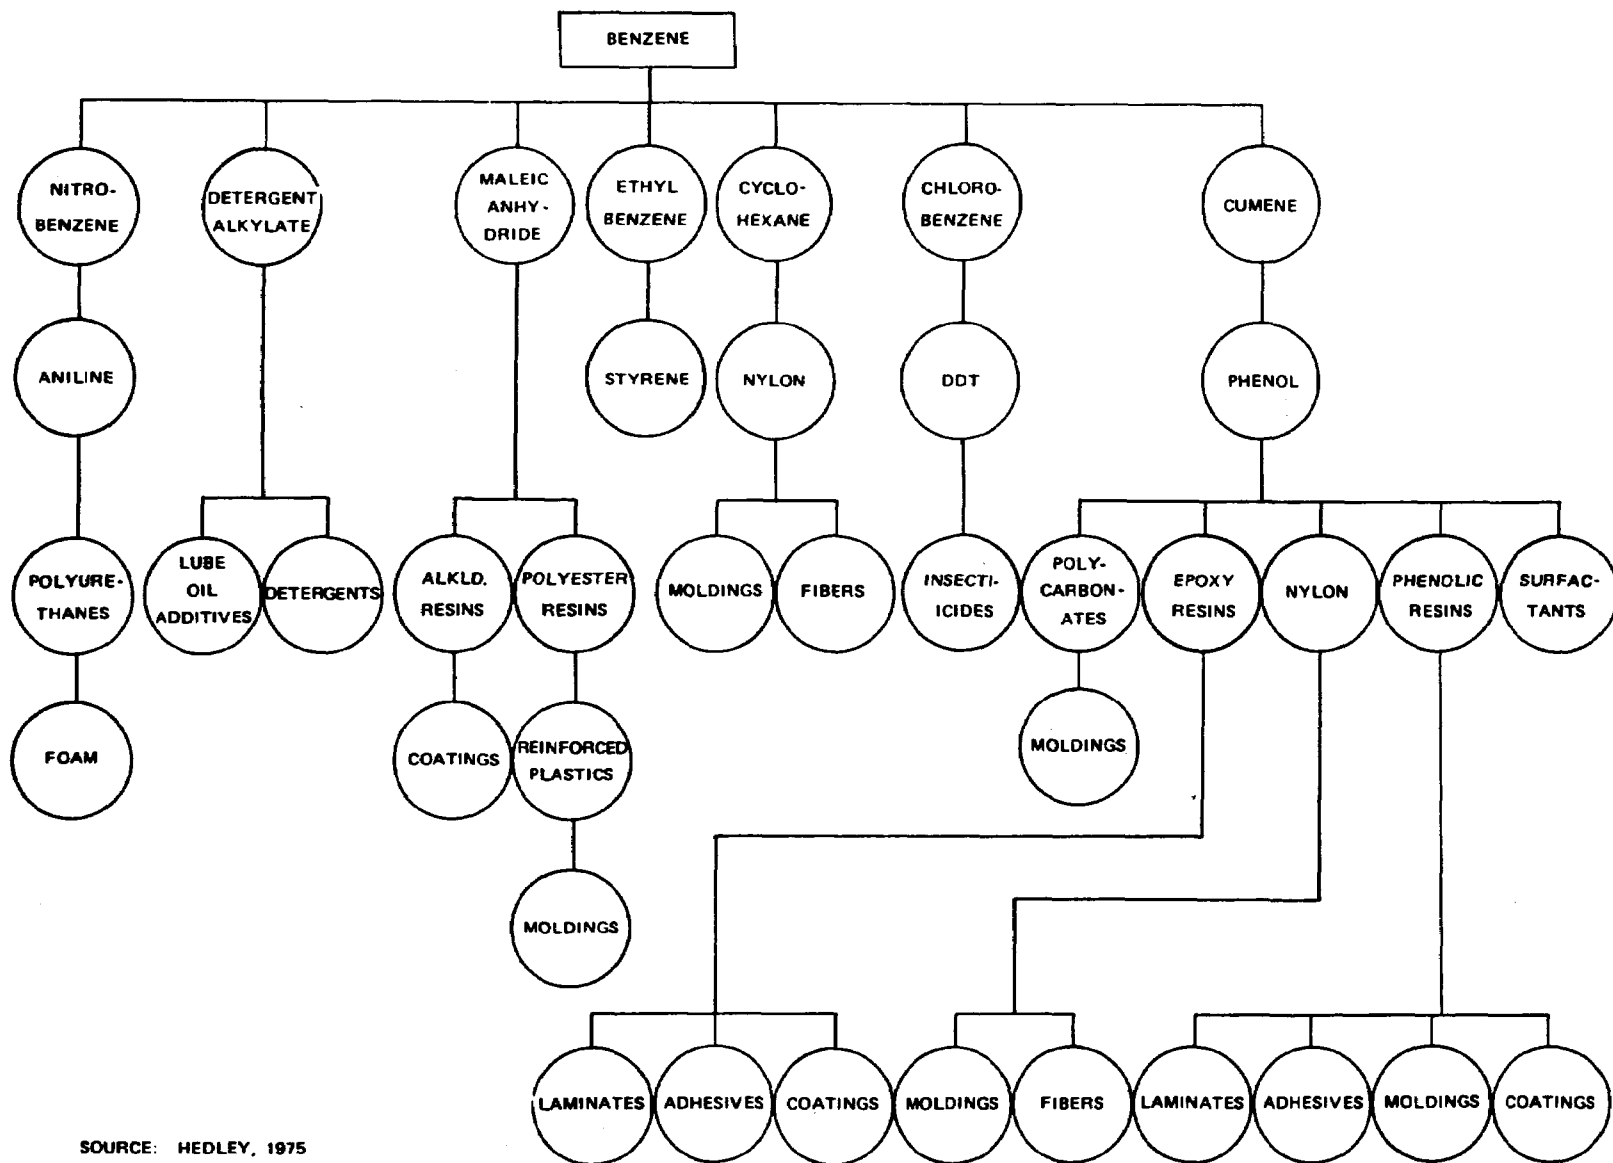 BENZENE
NITRO-
BENZENE
DETERGENT
ALKYLATE
MALEIC
ANHY-
DRIDE
ETHYL
BENZENE
CYCLO-
HEXANE
CHLORO-
BENZENE
CUMENE
ANILINE
STYRENE
NYLON
DDT
PHENOL
POLYURE-
THANES
LUBE
OIL
ADDITIVES
DETERGENTS
ALKLD.
RESINS
POLYESTER
RESINS
MOLDINGS
FIBERS
INSECTI-
ICIDES
POLY-
CARBON-
ATES
EPOXY
RESINS
NYLON
PHENOLIC
RESINS
SURFAC-
TANTS
FOAM
COATINGS
REINFORCED
PLASTICS
MOLDINGS
MOLDINGS
LAMINATES
ADHESIVES
COATINGS
MOLDINGS
FIBERS
LAMINATES
ADHESIVES
MOLDINGS
COATINGS
SOURCE: HEDLEY, 1975